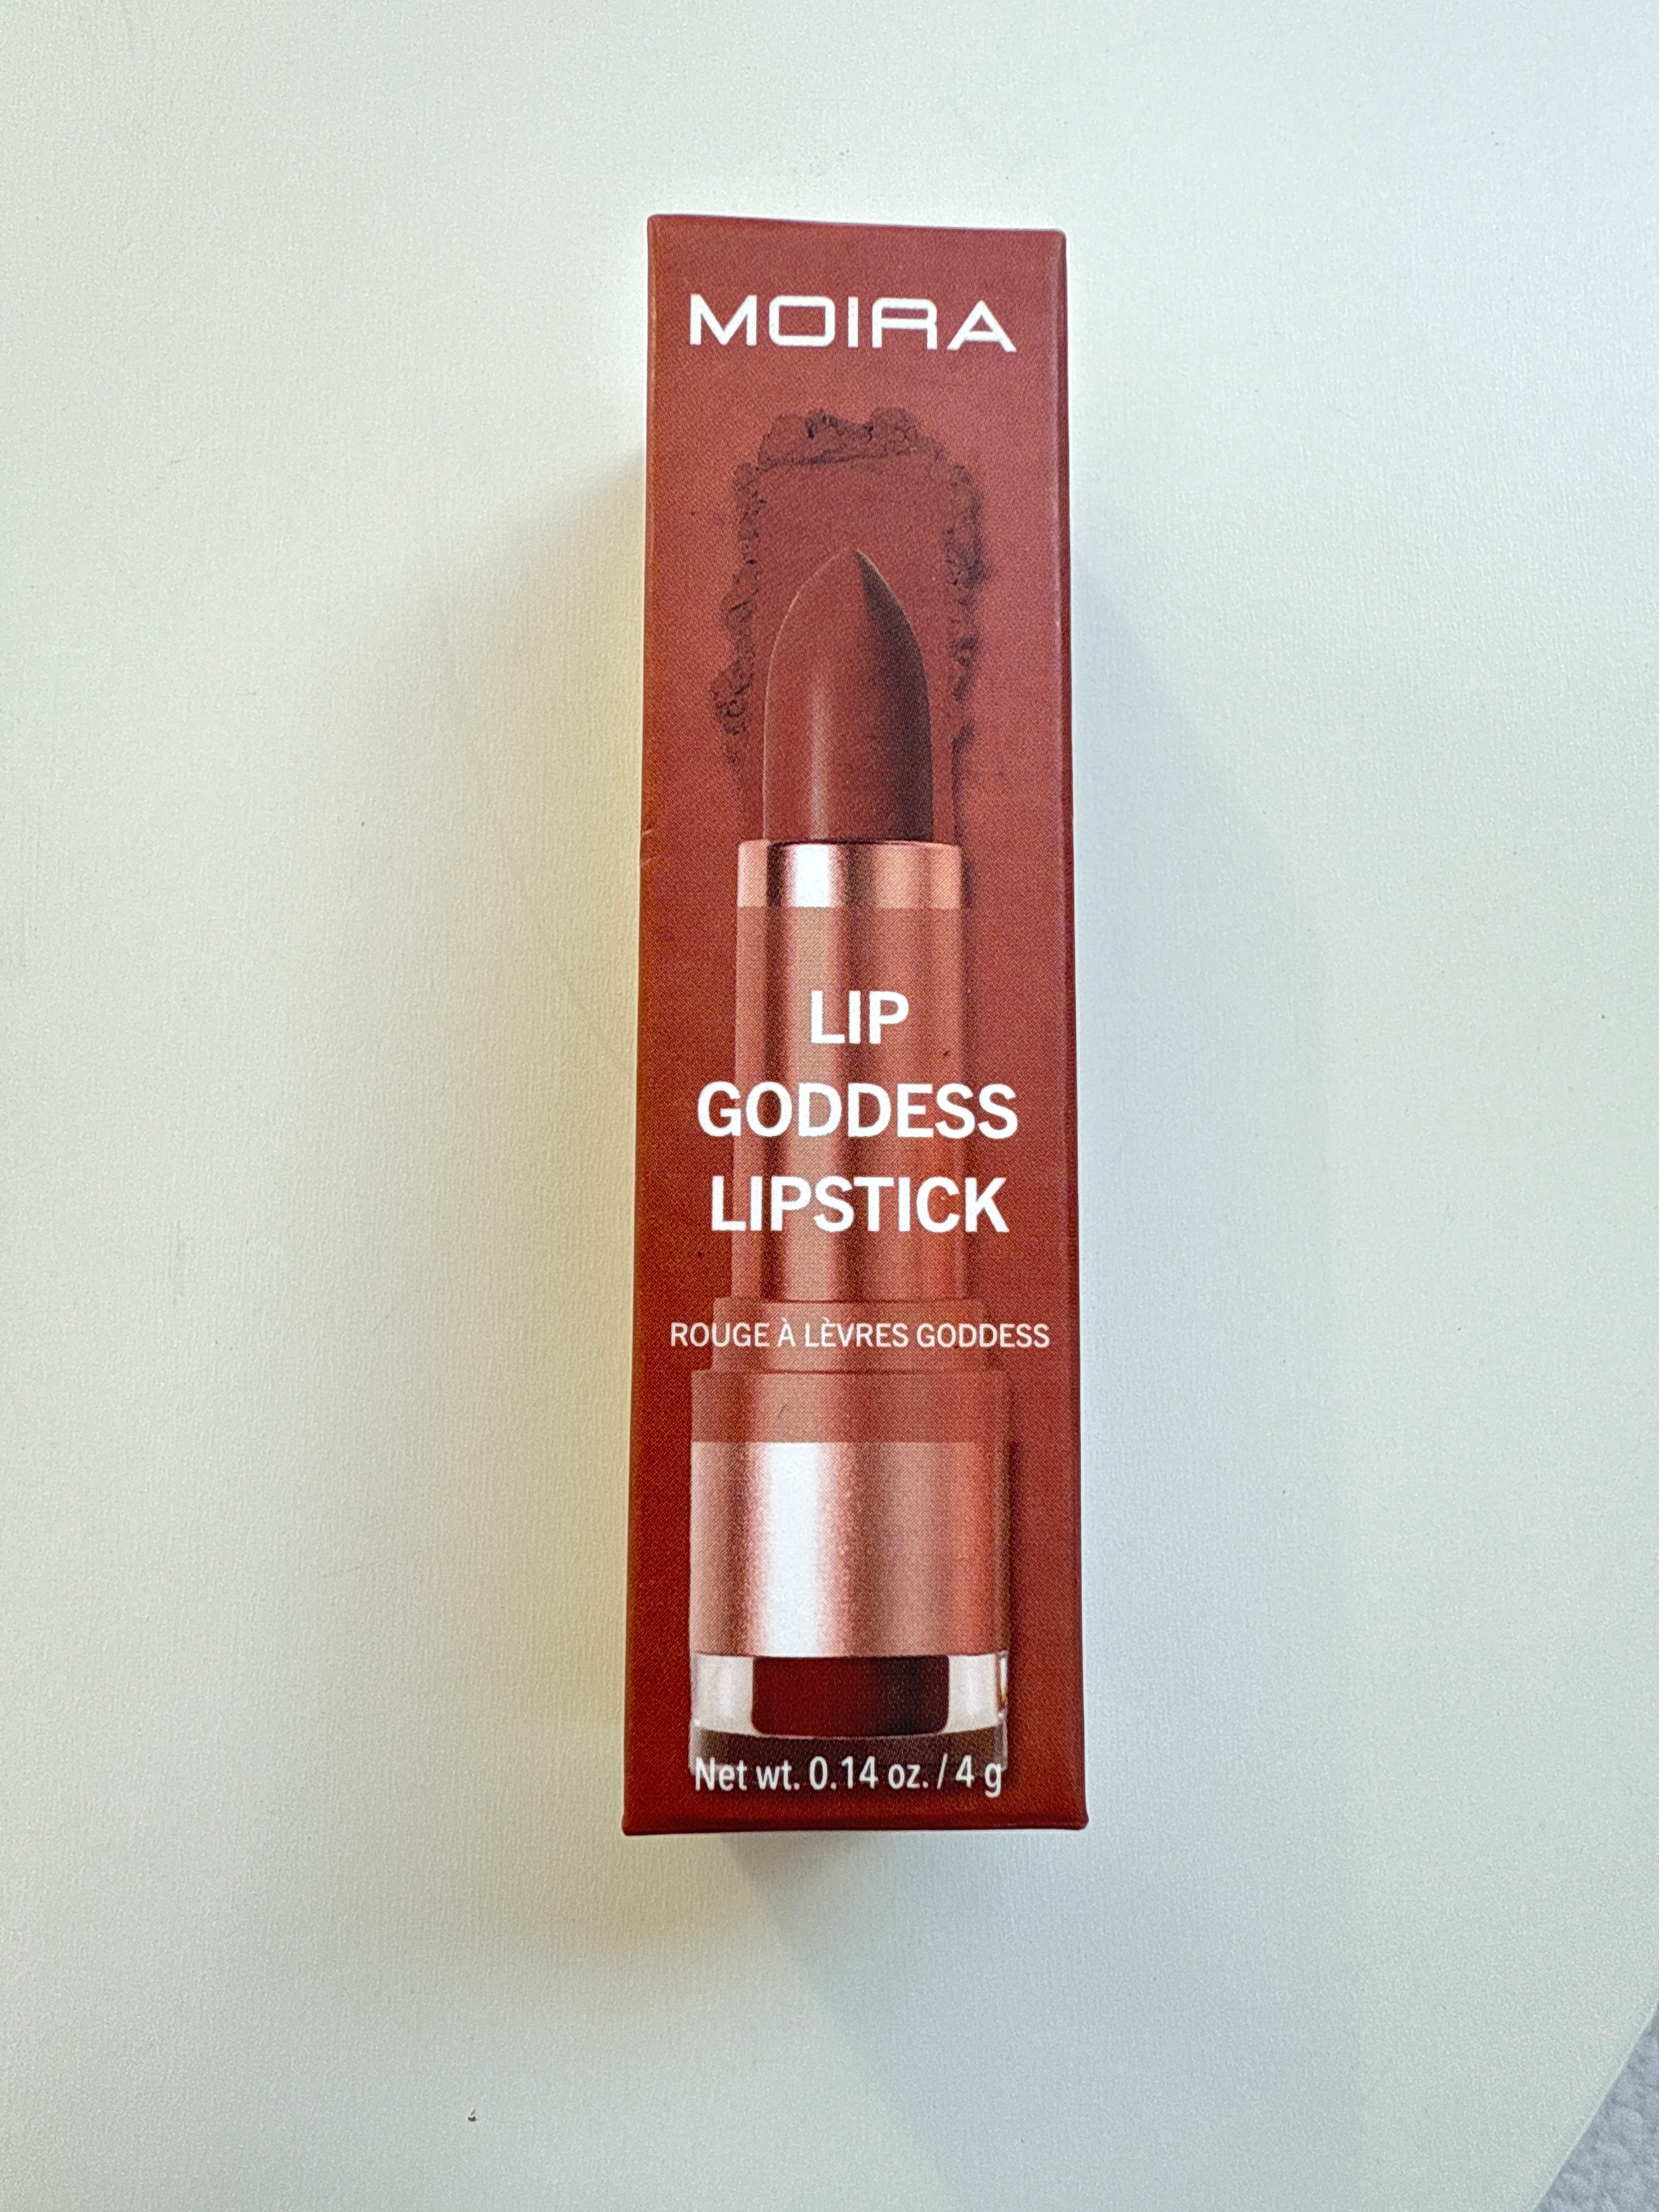 MOIRA
LIP
GODDESS
LIPSTICK
ROUGE À LÈVRES GODDESS
Net wt. 0.14 oz. / 4 g